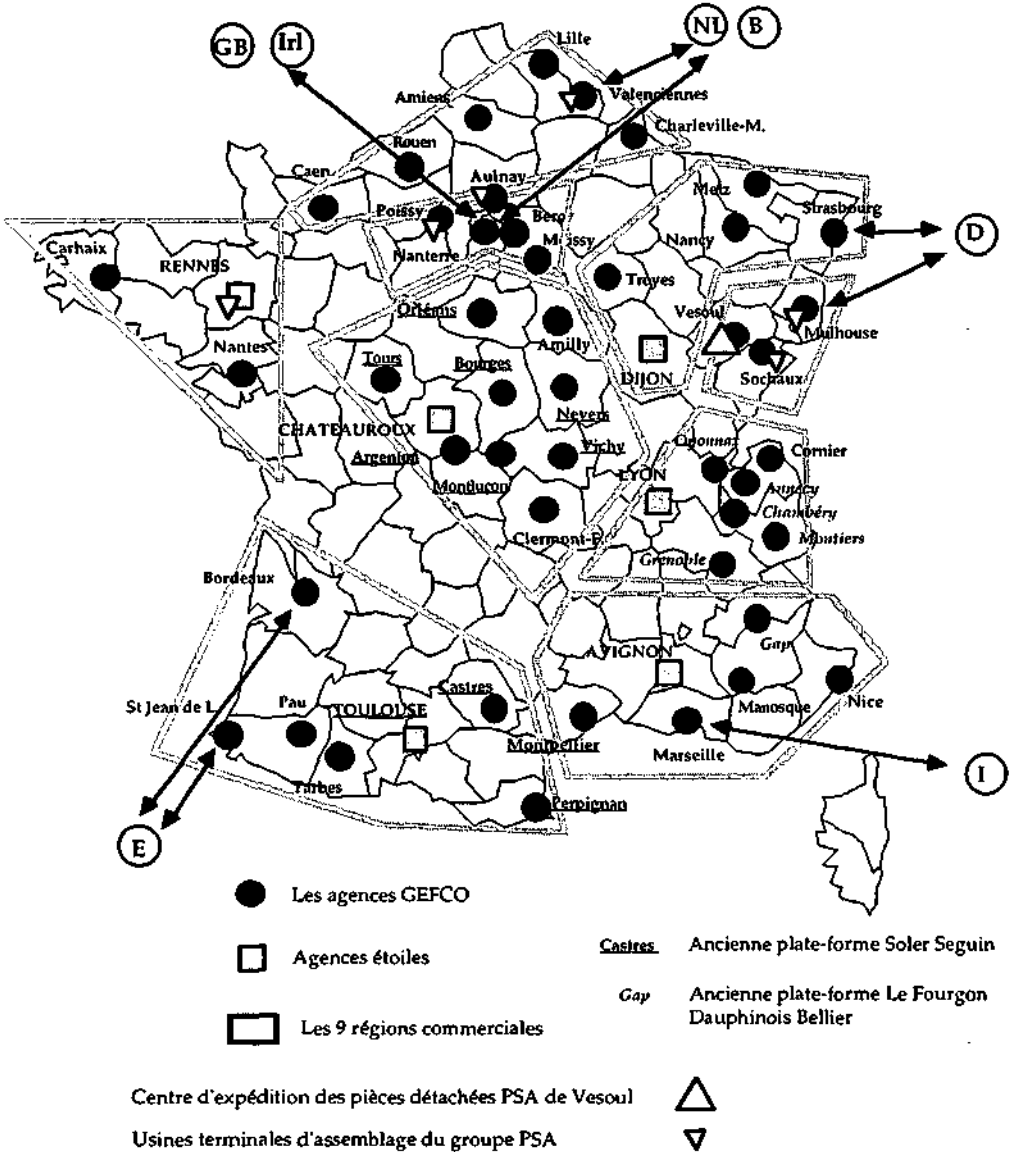 GB Irl
NL B
Lille
Valenciennes
Amiens
Charleville-M.
Rouen
Caen
Aulnay
Poissy
Bercy
Nanterre
Moissy
Metz
Strasbourg
Nancy
D
Carhaix
RENNES
Troyes
Orléans
Vesoul
Mulhouse
Nantes
Amilly
Tours
Bourges
DIJON
Sochaux
Nevers
CHATEAUROUX
Argenton
Vichy
Oyonnax
Cornier
LYON
Montluçon
Annecy
Chambéry
Clermont-F.
Moutiers
Grenoble
Bordeaux
AVIGNON
Gap
Castres
St Jean de L.
Pau
TOULOUSE
Manosque
Nice
Montpellier
Marseille
I
Tarbes
Perpignan
E
Les agences GEFCO
Agences étoiles
Castres Ancienne plate-forme Soler Seguin
Gap Ancienne plate-forme Le Fourgon
Dauphinois Bellier
Les 9 régions commerciales
Centre d'expédition des pièces détachées PSA de Vesoul
Usines terminales d'assemblage du groupe PSA